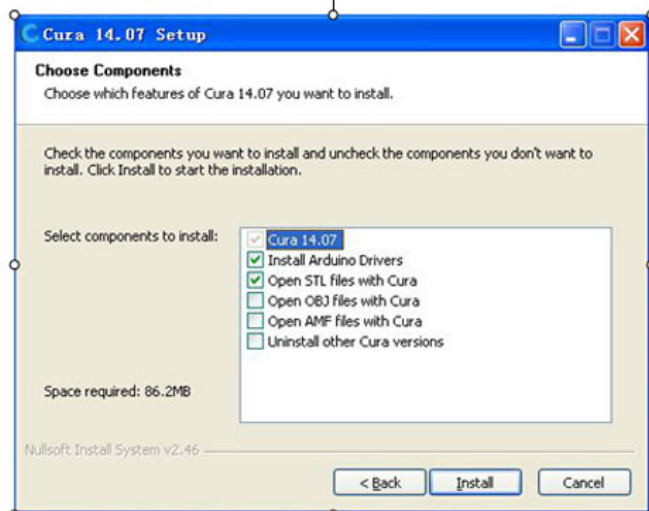 Cura 14.07 Setup
Choose Components
Choose which features of Cura 14.07 you want to install.
Check the components you want to install and uncheck the components you don't want to
install. Click Install to start the installation.
Select components to install:
Cura 14.07
Install Arduino Drivers
Open STL files with Cura
Open OBJ files with Cura
Open AMF files with Cura
Uninstall other Cura versions
Space required: 86.2MB
Nullsoft Install System v2.46
< Back
Install
Cancel